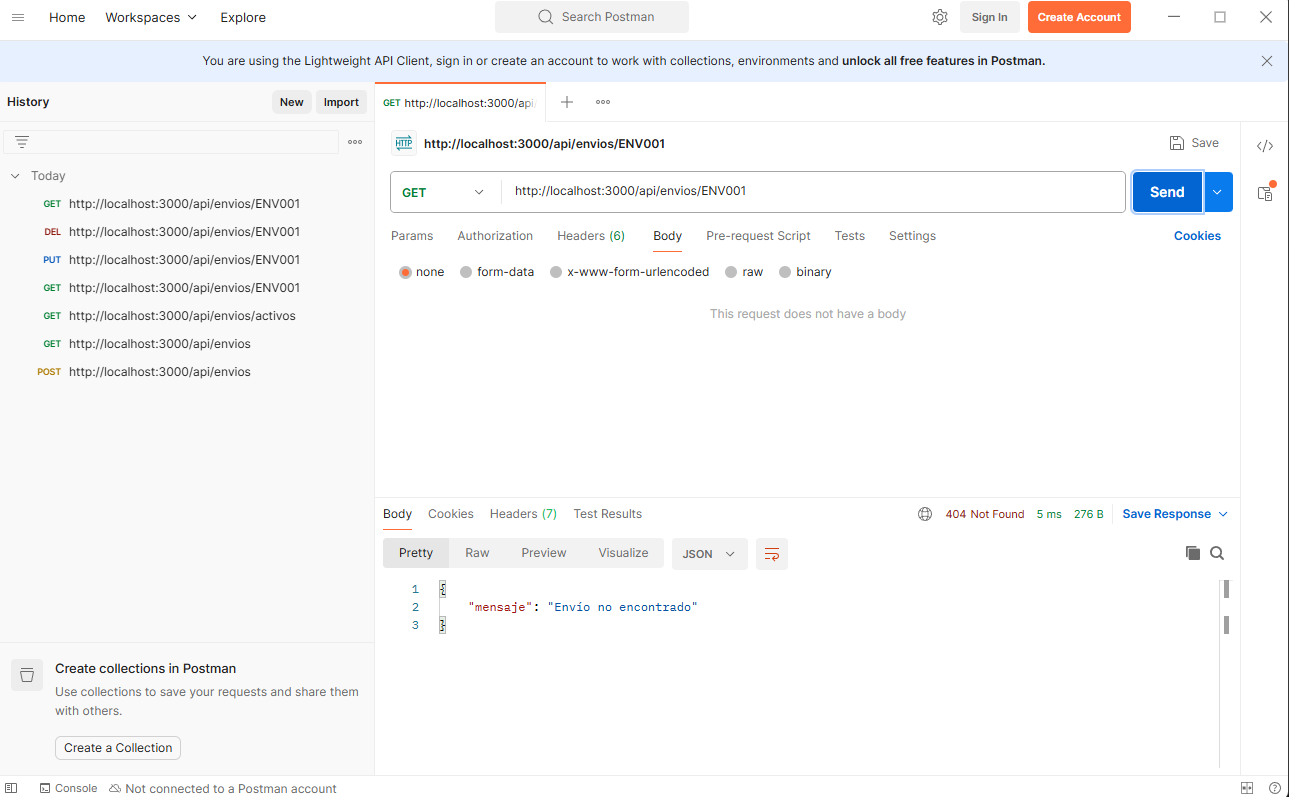 Home Workspaces Explore Search Postman Sign In Create Account
You are using the Lightweight API Client, sign in or create an account to work with collections, environments and unlock all free features in Postman.
History New Import
GET http://localhost:3000/api/
Today
GET http://localhost:3000/api/envios/ENV001
DEL http://localhost:3000/api/envios/ENV001
PUT http://localhost:3000/api/envios/ENV001
GET http://localhost:3000/api/envios/ENV001
GET http://localhost:3000/api/envios/activos
GET http://localhost:3000/api/envios
POST http://localhost:3000/api/envios
Create collections in Postman
Use collections to save your requests and share them
with others.
Create a Collection
HTTP http://localhost:3000/api/envios/ENV001 Save
GET http://localhost:3000/api/envios/ENV001 Send
Params Authorization Headers (6) Body Pre-request Script Tests Settings Cookies
none form-data x-www-form-urlencoded raw binary
This request does not have a body
Body Cookies Headers (7) Test Results 404 Not Found 5 ms 276 B Save Response
Pretty Raw Preview Visualize JSON
1 {
2 "mensaje": "Envío no encontrado"
3 }
Console Not connected to a Postman account